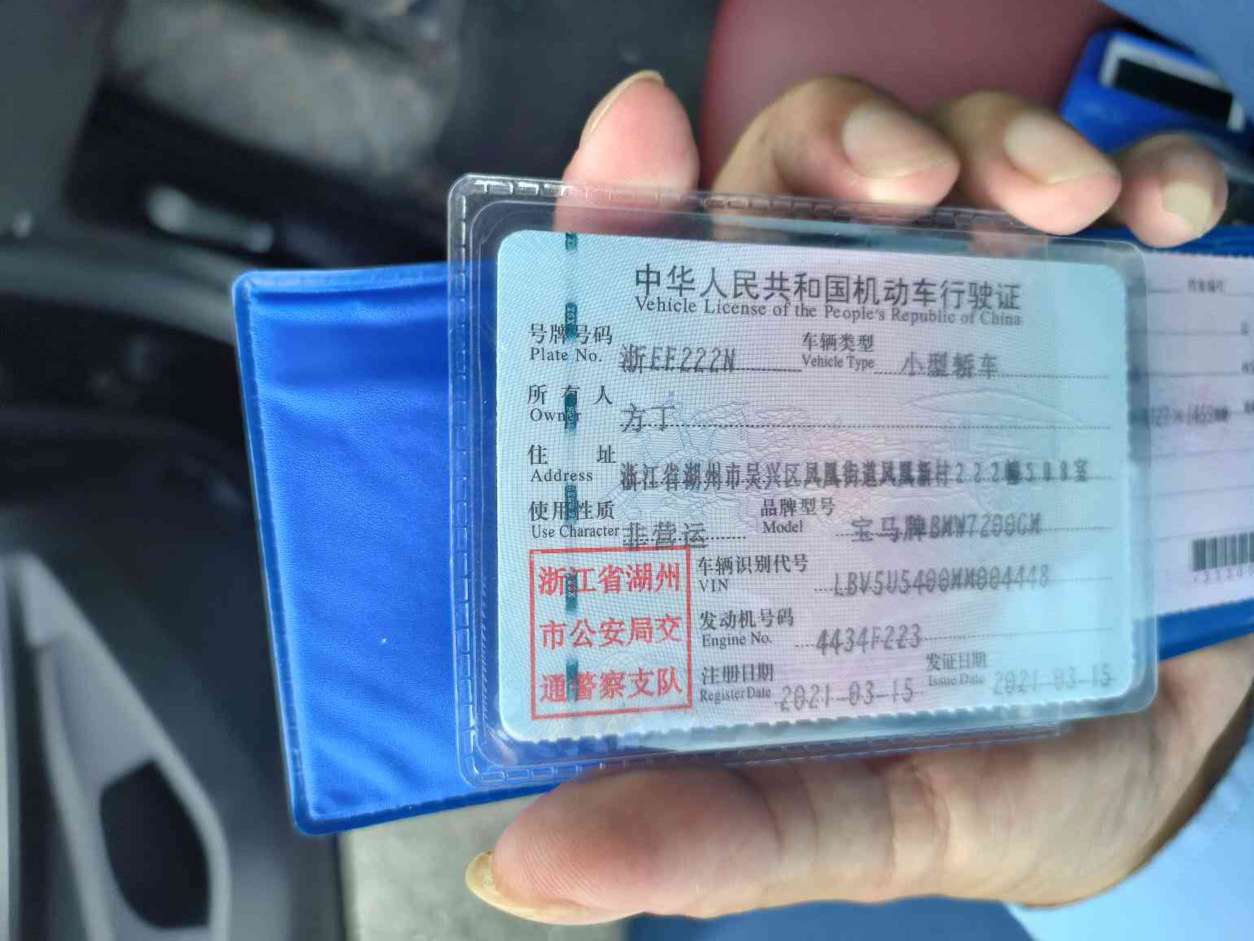 中华人民共和国机动车行驶证
Vehicle License of the People's Republic of China
号牌号码 浙EF222N 车辆类型 小型轿车
Plate No. Vehicle Type
所有人 方丁
Owner
住址 浙江省湖州市吴兴区凤凰街道凤凰新村222幢508室
Address
使用性质 非营运 品牌型号 宝马牌BMW7200GM
Use Character Model
浙江省湖州
市公安局交
通警察支队
车辆识别代号 LBV5U5400MM004448
VIN
发动机号码 4434F223
Engine No.
注册日期 2021-03-15 发证日期 2021-03-15
Register Date Issue Date